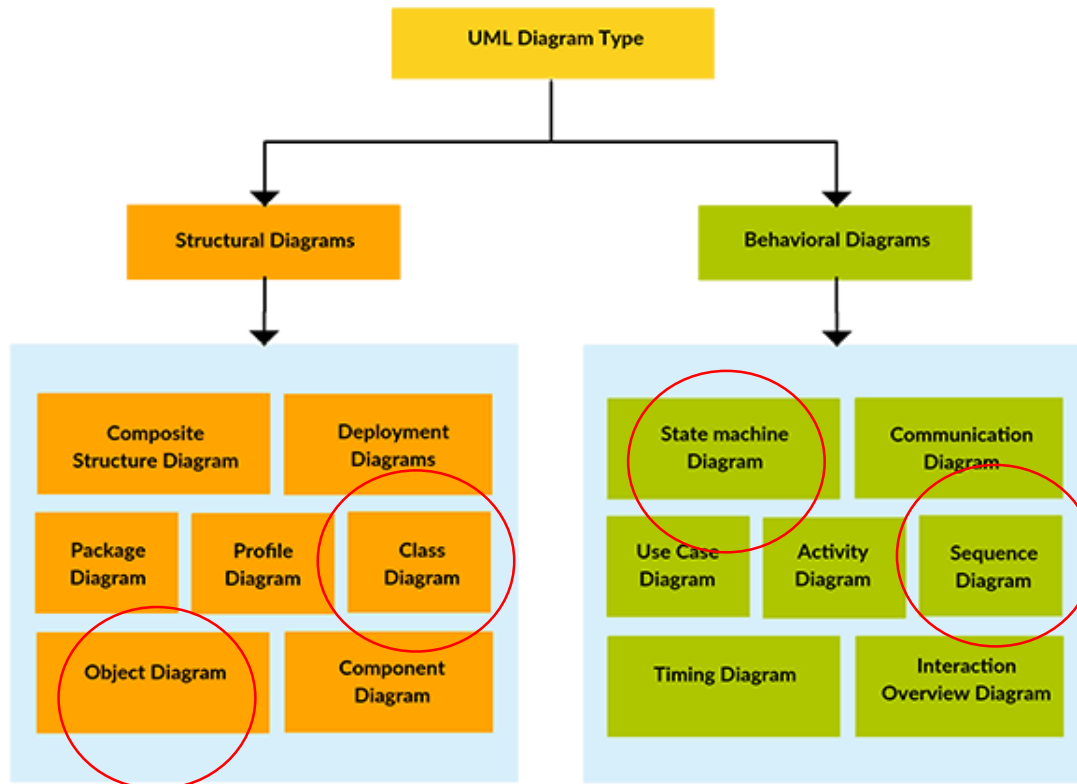 UML Diagram Type
Structural Diagrams
Behavioral Diagrams
Composite
Structure Diagram
Deployment
Diagrams
Package
Diagram
Profile
Diagram
Class
Diagram
Object Diagram
Component
Diagram
State machine
Diagram
Communication
Diagram
Use Case
Diagram
Activity
Diagram
Sequence
Diagram
Timing Diagram
Interaction
Overview Diagram